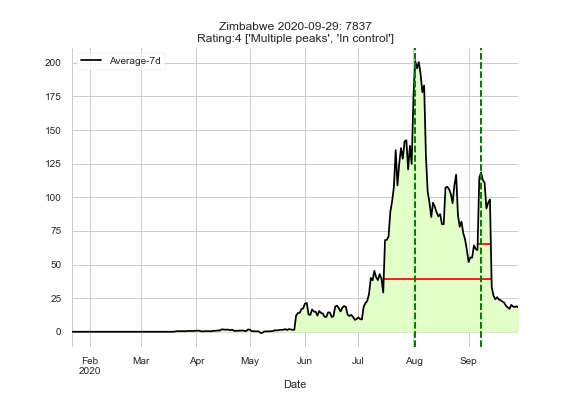 Zimbabwe 2020-09-29: 7837
Rating:4 ['Multiple peaks', 'In control']
Average-7d
200
175
150
125
100
75
50
25
0
Feb Mar Apr May Jun Jul Aug Sep
2020
Date